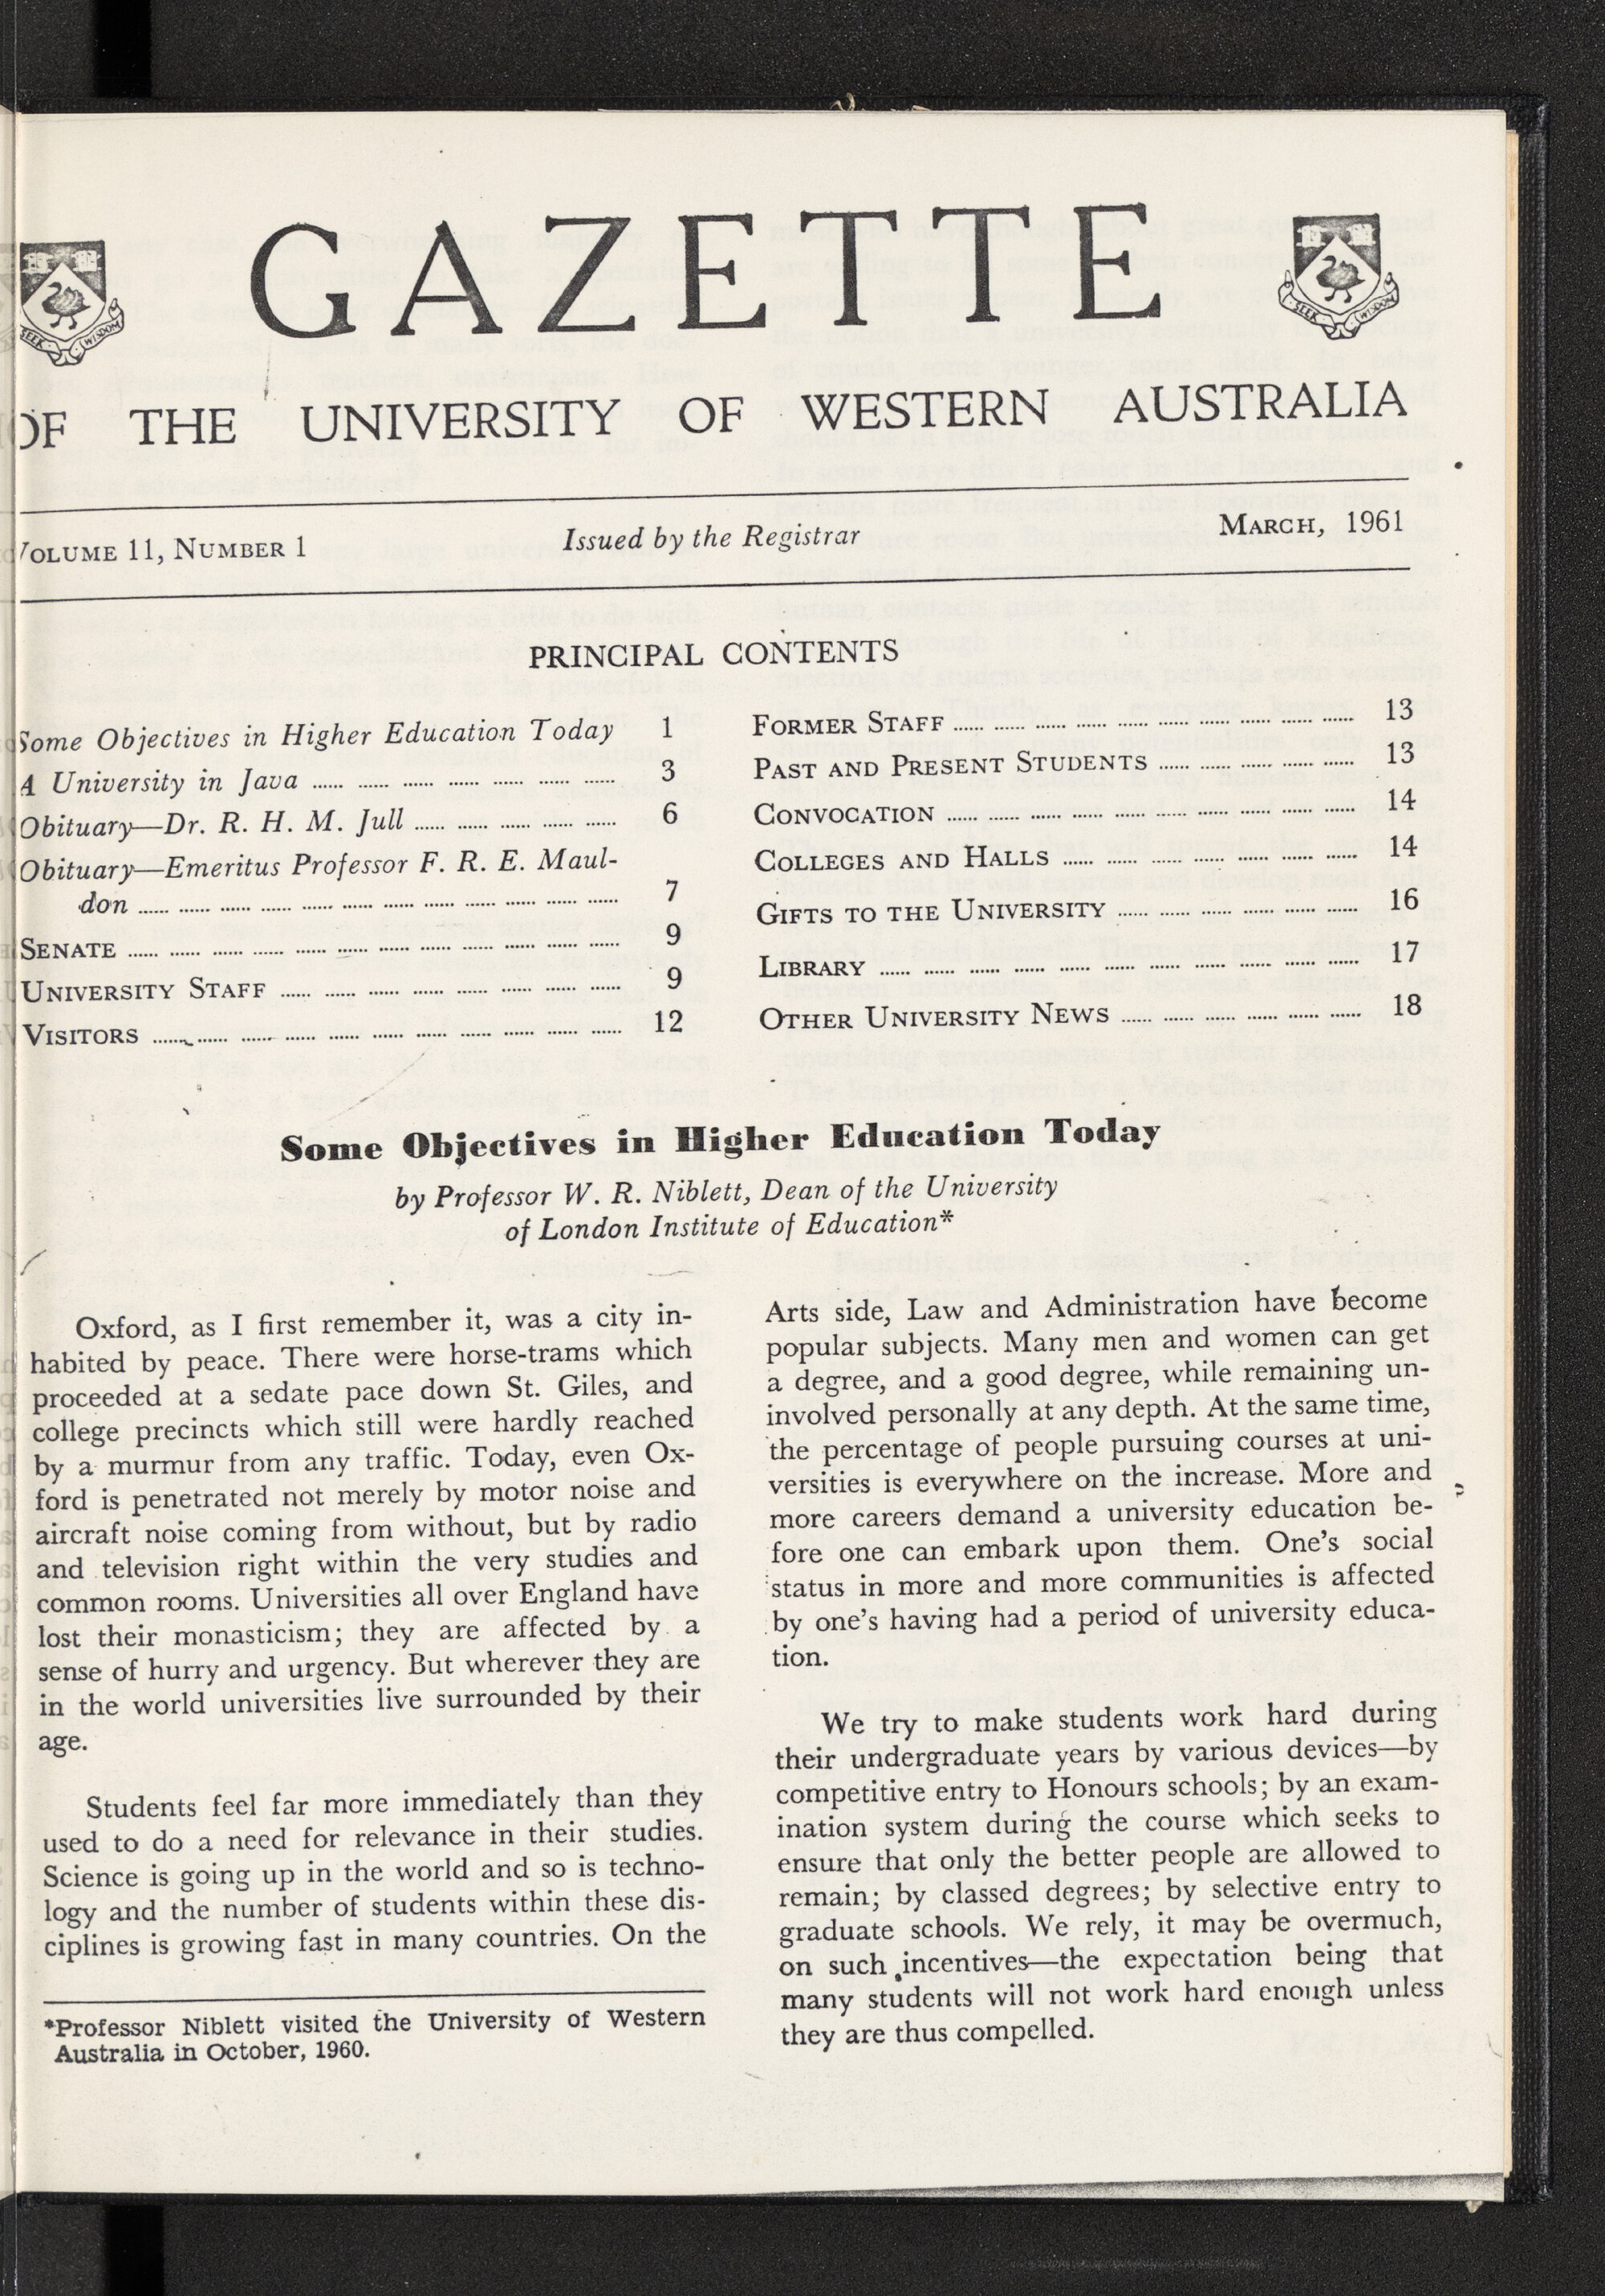 GAZETTE
SEEK WISDOM
SEEK WISDOM
OF THE UNIVERSITY OF WESTERN AUSTRALIA
VOLUME 11, NUMBER 1
Issued by the Registrar
MARCH, 1961
PRINCIPAL CONTENTS
Some Objectives in Higher Education Today 1
A University in Java ...... 3
Obituary—Dr. R. H. M. Jull ...... 6
Obituary—Emeritus Professor F. R. E. Maul-
don ...... 7
SENATE ...... 9
UNIVERSITY STAFF ...... 9
VISITORS ...... 12
FORMER STAFF ...... 13
PAST AND PRESENT STUDENTS ...... 13
CONVOCATION ...... 14
COLLEGES AND HALLS ...... 14
GIFTS TO THE UNIVERSITY ...... 16
LIBRARY ...... 17
OTHER UNIVERSITY NEWS ...... 18
Some Objectives in Higher Education Today
by Professor W. R. Niblett, Dean of the University
of London Institute of Education*
Oxford, as I first remember it, was a city in-
habited by peace. There were horse-trams which
proceeded at a sedate pace down St. Giles, and
college precincts which still were hardly reached
by a murmur from any traffic. Today, even Ox-
ford is penetrated not merely by motor noise and
aircraft noise coming from without, but by radio
and television right within the very studies and
common rooms. Universities all over England have
lost their monasticism; they are affected by a
sense of hurry and urgency. But wherever they are
in the world universities live surrounded by their
age.
Students feel far more immediately than they
used to do a need for relevance in their studies.
Science is going up in the world and so is techno-
logy and the number of students within these dis-
ciplines is growing fast in many countries. On the
*Professor Niblett visited the University of Western
Australia in October, 1960.
Arts side, Law and Administration have become
popular subjects. Many men and women can get
a degree, and a good degree, while remaining un-
involved personally at any depth. At the same time,
the percentage of people pursuing courses at uni-
versities is everywhere on the increase. More and
more careers demand a university education be-
fore one can embark upon them. One's social
status in more and more communities is affected
by one's having had a period of university educa-
tion.
We try to make students work hard during
their undergraduate years by various devices—by
competitive entry to Honours schools; by an exam-
ination system during the course which seeks to
ensure that only the better people are allowed to
remain; by classed degrees; by selective entry to
graduate schools. We rely, it may be overmuch,
on such incentives—the expectation being that
many students will not work hard enough unless
they are thus compelled.